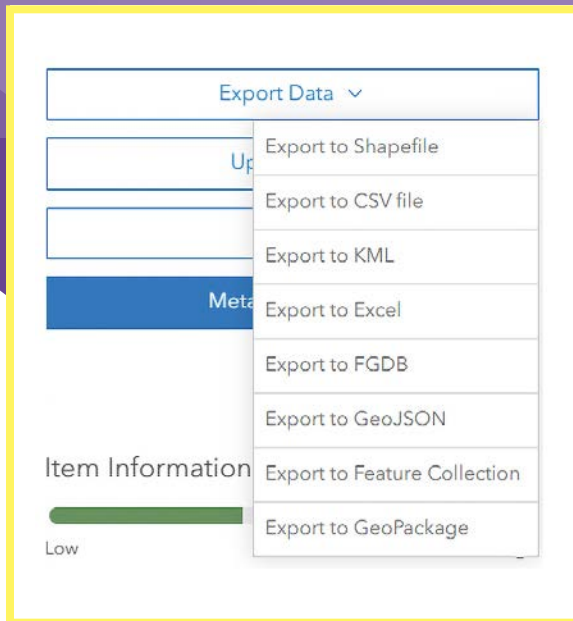 Export Data
Export to Shapefile
Up
Export to CSV file
Export to KML
Meta
Export to Excel
Export to FGDB
Export to GeoJSON
Item Information
Export to Feature Collection
Export to GeoPackage
Low